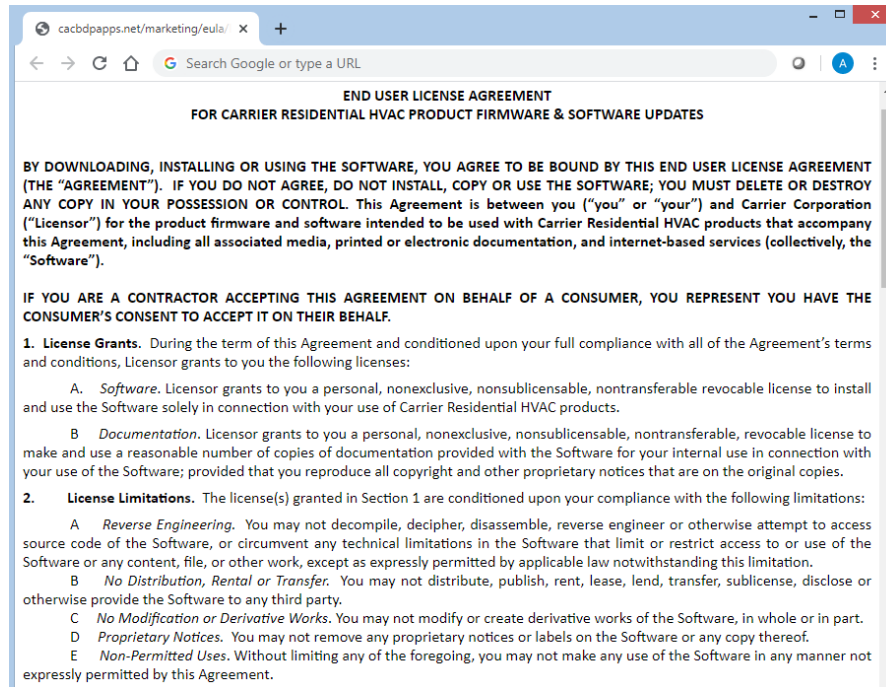 cacbdpapps.net/marketing/eula/
Search Google or type a URL
A
END USER LICENSE AGREEMENT
FOR CARRIER RESIDENTIAL HVAC PRODUCT FIRMWARE & SOFTWARE UPDATES
BY DOWNLOADING, INSTALLING OR USING THE SOFTWARE, YOU AGREE TO BE BOUND BY THIS END USER LICENSE AGREEMENT
(THE “AGREEMENT”). IF YOU DO NOT AGREE, DO NOT INSTALL, COPY OR USE THE SOFTWARE; YOU MUST DELETE OR DESTROY
ANY COPY IN YOUR POSSESSION OR CONTROL. This Agreement is between you (“you” or “your”) and Carrier Corporation
(“Licensor”) for the product firmware and software intended to be used with Carrier Residential HVAC products that accompany
this Agreement, including all associated media, printed or electronic documentation, and internet-based services (collectively, the
“Software”).
IF YOU ARE A CONTRACTOR ACCEPTING THIS AGREEMENT ON BEHALF OF A CONSUMER, YOU REPRESENT YOU HAVE THE
CONSUMER’S CONSENT TO ACCEPT IT ON THEIR BEHALF.
1. License Grants. During the term of this Agreement and conditioned upon your full compliance with all of the Agreement’s terms
and conditions, Licensor grants to you the following licenses:
A. Software. Licensor grants to you a personal, nonexclusive, nonsublicensable, nontransferable revocable license to install
and use the Software solely in connection with your use of Carrier Residential HVAC products.
B Documentation. Licensor grants to you a personal, nonexclusive, nonsublicensable, nontransferable, revocable license to
make and use a reasonable number of copies of documentation provided with the Software for your internal use in connection with
your use of the Software; provided that you reproduce all copyright and other proprietary notices that are on the original copies.
2. License Limitations. The license(s) granted in Section 1 are conditioned upon your compliance with the following limitations:
A Reverse Engineering. You may not decompile, decipher, disassemble, reverse engineer or otherwise attempt to access
source code of the Software, or circumvent any technical limitations in the Software that limit or restrict access to or use of the
Software or any content, file, or other work, except as expressly permitted by applicable law notwithstanding this limitation.
B No Distribution, Rental or Transfer. You may not distribute, publish, rent, lease, lend, transfer, sublicense, disclose or
otherwise provide the Software to any third party.
C No Modification or Derivative Works. You may not modify or create derivative works of the Software, in whole or in part.
D Proprietary Notices. You may not remove any proprietary notices or labels on the Software or any copy thereof.
E Non-Permitted Uses. Without limiting any of the foregoing, you may not make any use of the Software in any manner not
expressly permitted by this Agreement.